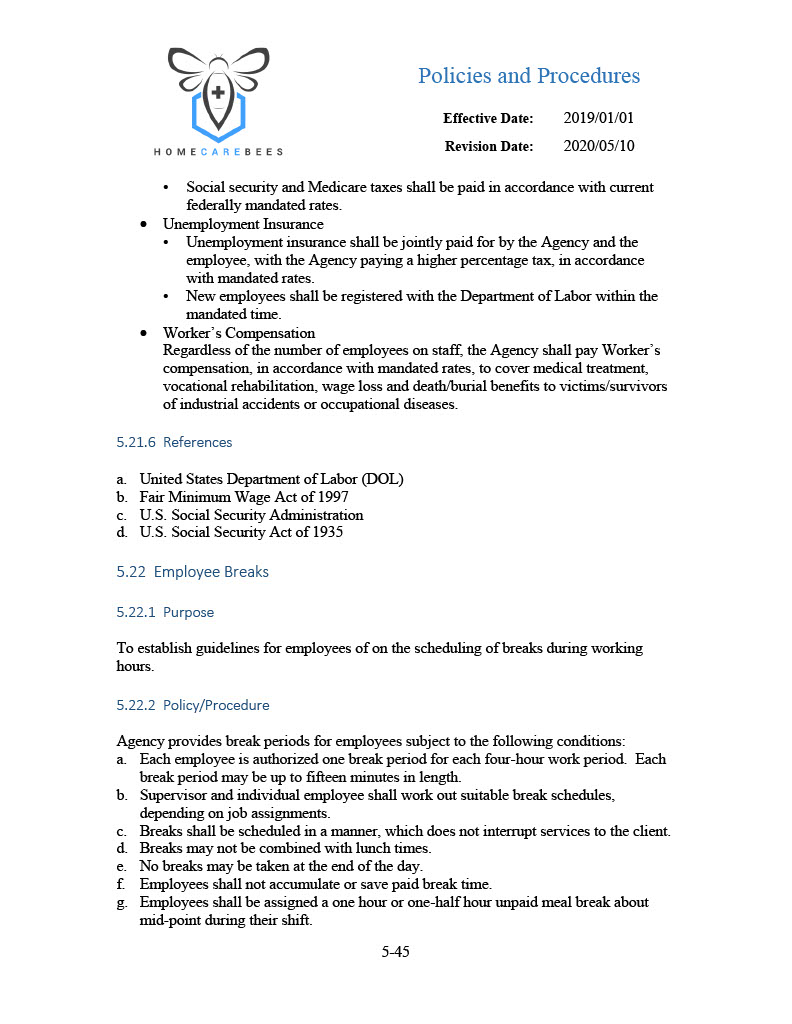 Policies and Procedures
Effective Date: 2019/01/01
Revision Date: 2020/05/10
HOMECAREBEES
• Social security and Medicare taxes shall be paid in accordance with current
federally mandated rates.
• Unemployment Insurance
• Unemployment insurance shall be jointly paid for by the Agency and the
employee, with the Agency paying a higher percentage tax, in accordance
with mandated rates.
• New employees shall be registered with the Department of Labor within the
mandated time.
• Worker’s Compensation
Regardless of the number of employees on staff, the Agency shall pay Worker’s
compensation, in accordance with mandated rates, to cover medical treatment,
vocational rehabilitation, wage loss and death/burial benefits to victims/survivors
of industrial accidents or occupational diseases.
5.21.6 References
a. United States Department of Labor (DOL)
b. Fair Minimum Wage Act of 1997
c. U.S. Social Security Administration
d. U.S. Social Security Act of 1935
5.22 Employee Breaks
5.22.1 Purpose
To establish guidelines for employees of on the scheduling of breaks during working
hours.
5.22.2 Policy/Procedure
Agency provides break periods for employees subject to the following conditions:
a. Each employee is authorized one break period for each four-hour work period. Each
break period may be up to fifteen minutes in length.
b. Supervisor and individual employee shall work out suitable break schedules,
depending on job assignments.
c. Breaks shall be scheduled in a manner, which does not interrupt services to the client.
d. Breaks may not be combined with lunch times.
e. No breaks may be taken at the end of the day.
f. Employees shall not accumulate or save paid break time.
g. Employees shall be assigned a one hour or one-half hour unpaid meal break about
mid-point during their shift.
5-45